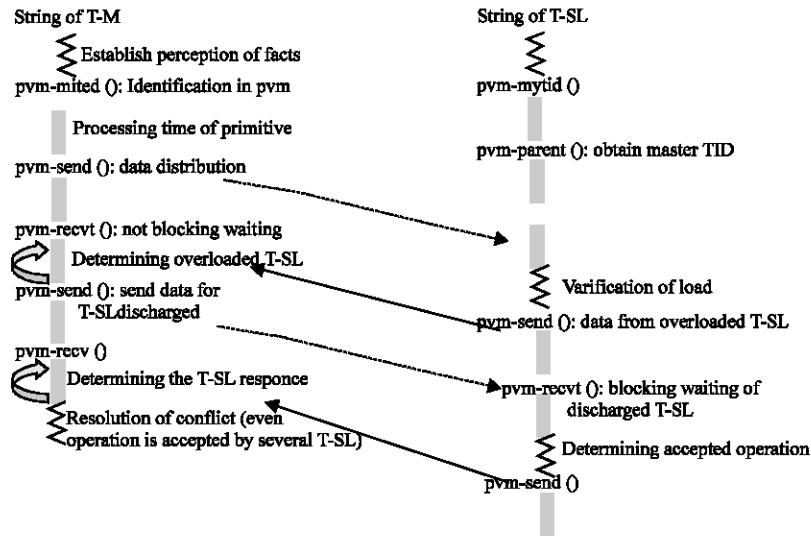 String of T-M
Establish perception of facts
pvm-mited (): Identification in pvm
Processing time of primitive
pvm-send (): data distribution
pvm-recvt (): not blocking waiting
Determining overloaded T-SL
pvm-send (): send data for
T-SLdischarged
pvm-recv ()
Determining the T-SL responce
Resolution of conflict (even
operation is accepted by several T-SL)
String of T-SL
pvm-mytid ()
pvm-parent (): obtain master TID
Varification of load
pvm-send (): data from overloaded T-SL
pvm-recvt (): blocking waiting of
discharged T-SL
Determining accepted operation
pvm-send ()